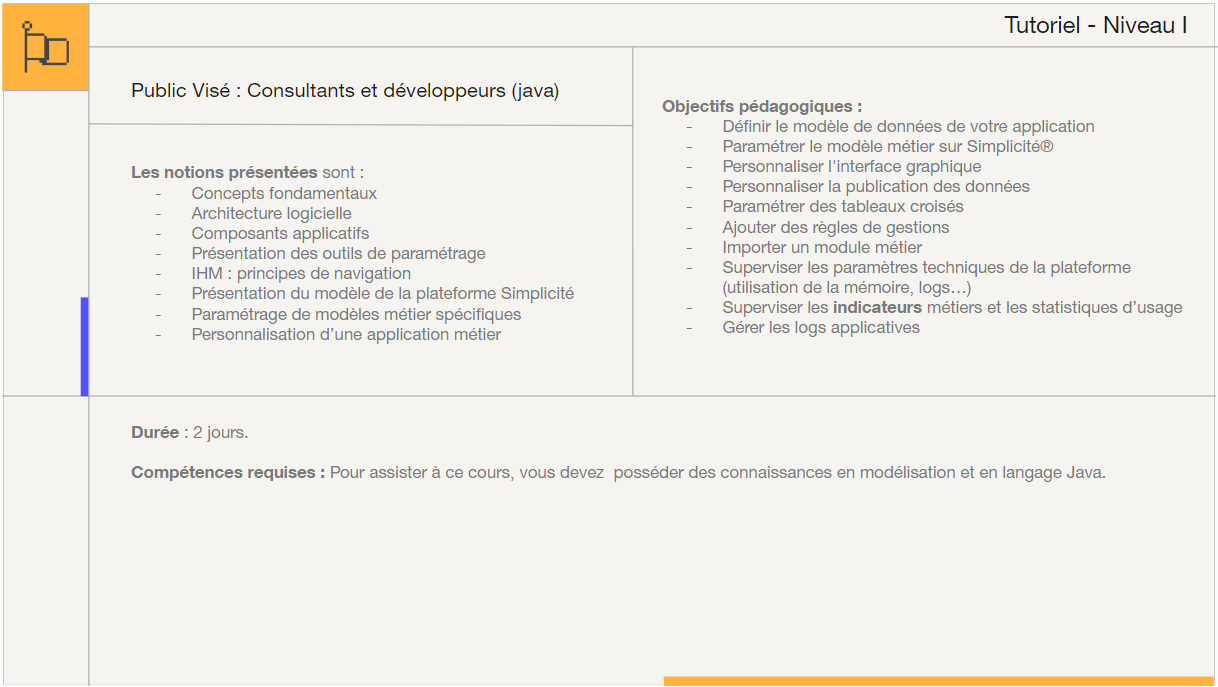 Tutoriel - Niveau I
Public Visé : Consultants et développeurs (java)
Les notions présentées sont :
- Concepts fondamentaux
- Architecture logicielle
- Composants applicatifs
- Présentation des outils de paramétrage
- IHM : principes de navigation
- Présentation du modèle de la plateforme Simplicité
- Paramétrage de modèles métier spécifiques
- Personnalisation d’une application métier
Objectifs pédagogiques :
- Définir le modèle de données de votre application
- Paramétrer le modèle métier sur Simplicité®
- Personnaliser l'interface graphique
- Personnaliser la publication des données
- Paramétrer des tableaux croisés
- Ajouter des règles de gestions
- Importer un module métier
- Superviser les paramètres techniques de la plateforme
(utilisation de la mémoire, logs…)
- Superviser les indicateurs métiers et les statistiques d’usage
- Gérer les logs applicatives
Durée : 2 jours.
Compétences requises : Pour assister à ce cours, vous devez  posséder des connaissances en modélisation et en langage Java.